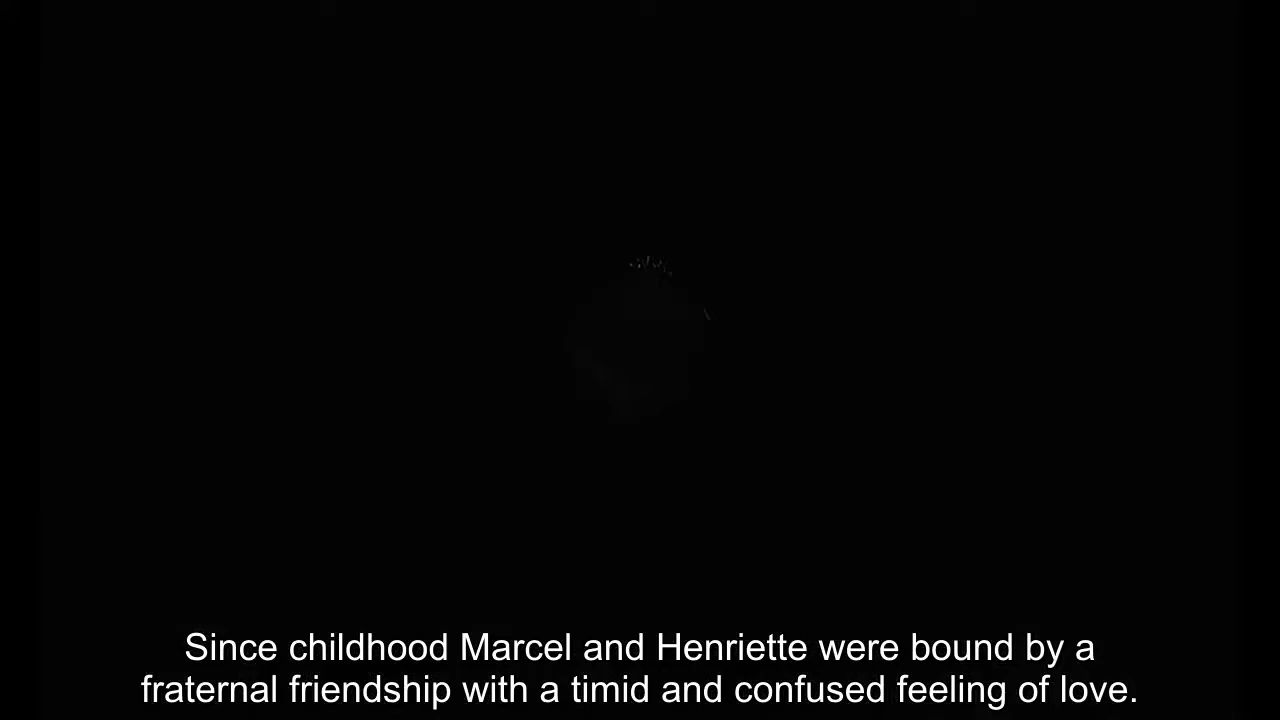 Since childhood Marcel and Henriette were bound by a
fraternal friendship with a timid and confused feeling of love.